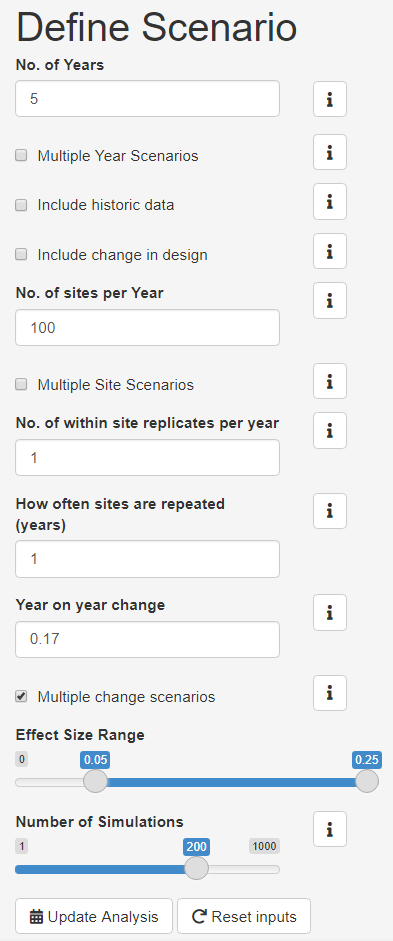 Define Scenario
No. of Years
5
Multiple Year Scenarios
Include historic data
Include change in design
No. of sites per Year
100
Multiple Site Scenarios
No. of within site replicates per year
1
How often sites are repeated
(years)
1
Year on year change
0.17
Multiple change scenarios
Effect Size Range
0 0.05 0.25
Number of Simulations
1 200 1000
Update Analysis Reset inputs